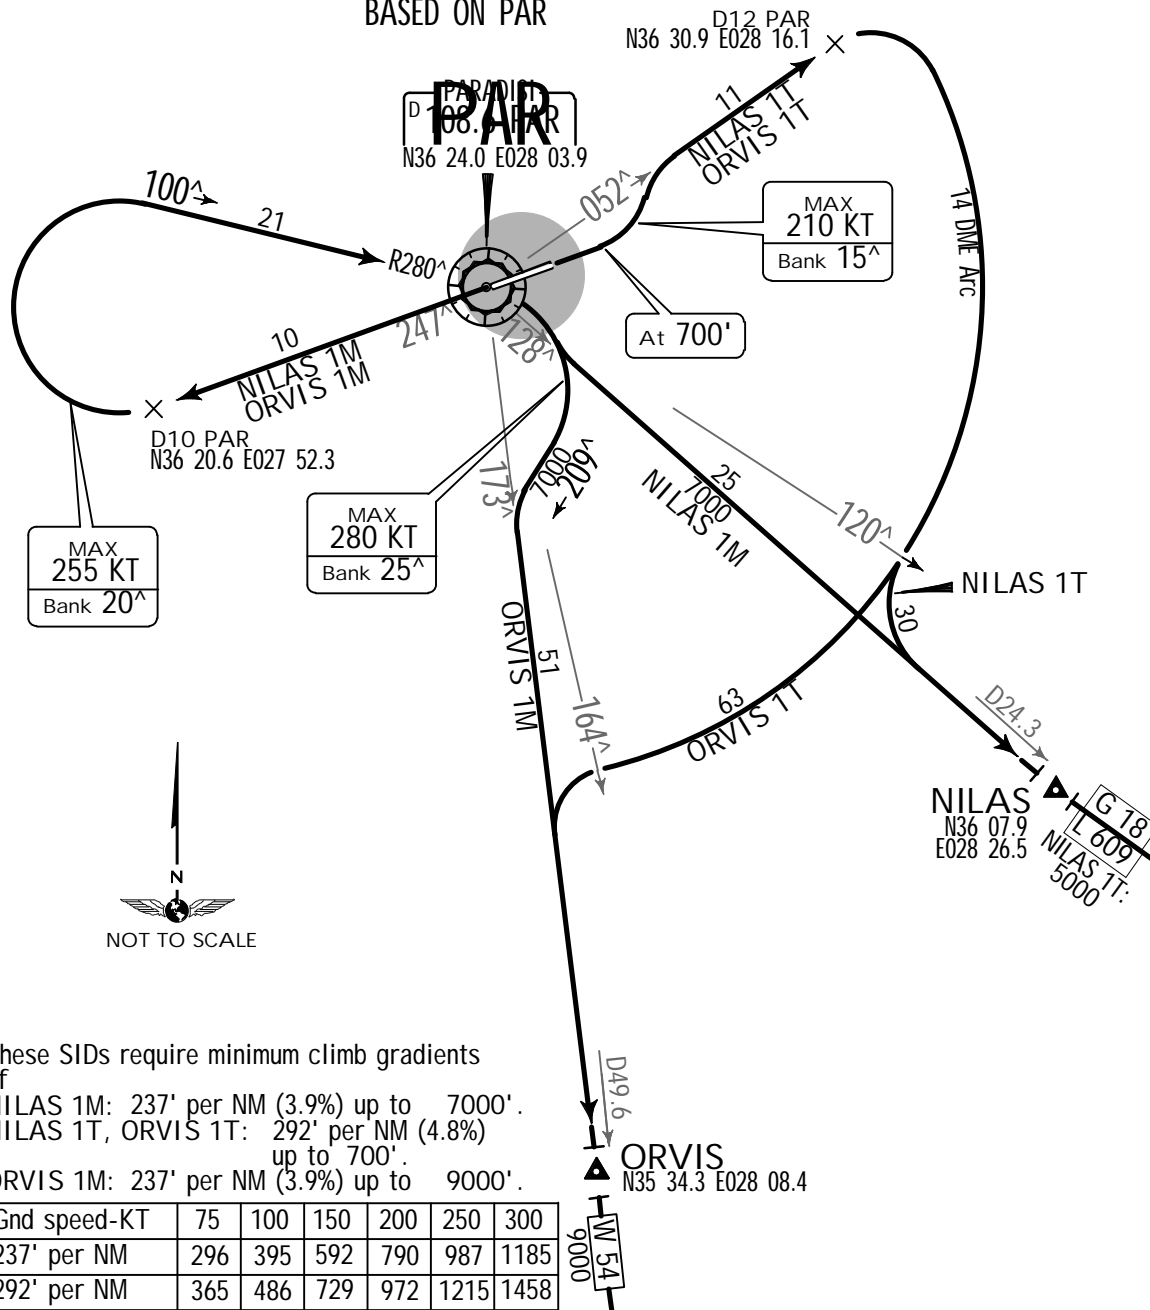 BASED ON PAR
D12 PAR
N36 30.9 E028 16.1
PARADISI
D 108.6 PAR
PAR
N36 24.0 E028 03.9
11
NILAS 1T
ORVIS 1T
052^
MAX
210 KT
Bank 15^
At 700'
14 DME Arc
100^
21
R280^
247^
128^
10
NILAS 1M
ORVIS 1M
D10 PAR
N36 20.6 E027 52.3
MAX
255 KT
Bank 20^
MAX
280 KT
Bank 25^
173^
7000
209^
25
7000
NILAS 1M
120^
NILAS 1T
30
ORVIS 1M
51
164^
63
ORVIS 1T
D24.3
NILAS
N36 07.9
E028 26.5
G 18
L 609
NILAS 1T:
5000
N
NOT TO SCALE
hese SIDs require minimum climb gradients
f
NILAS 1M: 237' per NM (3.9%) up to 7000'.
NILAS 1T, ORVIS 1T: 292' per NM (4.8%)
up to 700'.
ORVIS 1M: 237' per NM (3.9%) up to 9000'.
Gnd speed-KT 75 100 150 200 250 300
237' per NM 296 395 592 790 987 1185
292' per NM 365 486 729 972 1215 1458
D49.6
ORVIS
N35 34.3 E028 08.4
W 54
9000